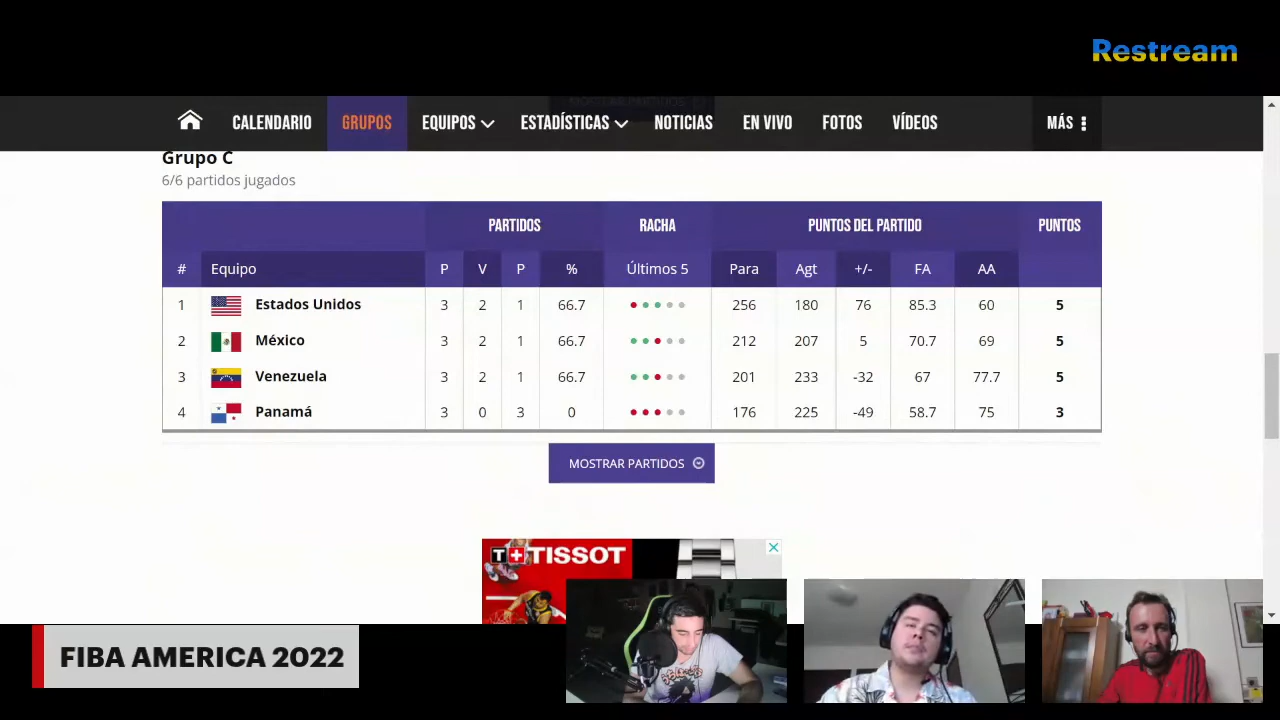 Restream
CALENDARIO GRUPOS EQUIPOS ESTADÍSTICAS NOTICIAS EN VIVO FOTOS VÍDEOS MÁS
Grupo C
6/6 partidos jugados
PARTIDOS RACHA PUNTOS DEL PARTIDO PUNTOS
# Equipo P V P % Últimos 5 Para Agt +/- FA AA
1 Estados Unidos 3 2 1 66.7 256 180 76 85.3 60 5
2 México 3 2 1 66.7 212 207 5 70.7 69 5
3 Venezuela 3 2 1 66.7 201 233 -32 67 77.7 5
4 Panamá 3 0 3 0 176 225 -49 58.7 75 3
MOSTRAR PARTIDOS
T+ TISSOT
FIBA AMERICA 2022